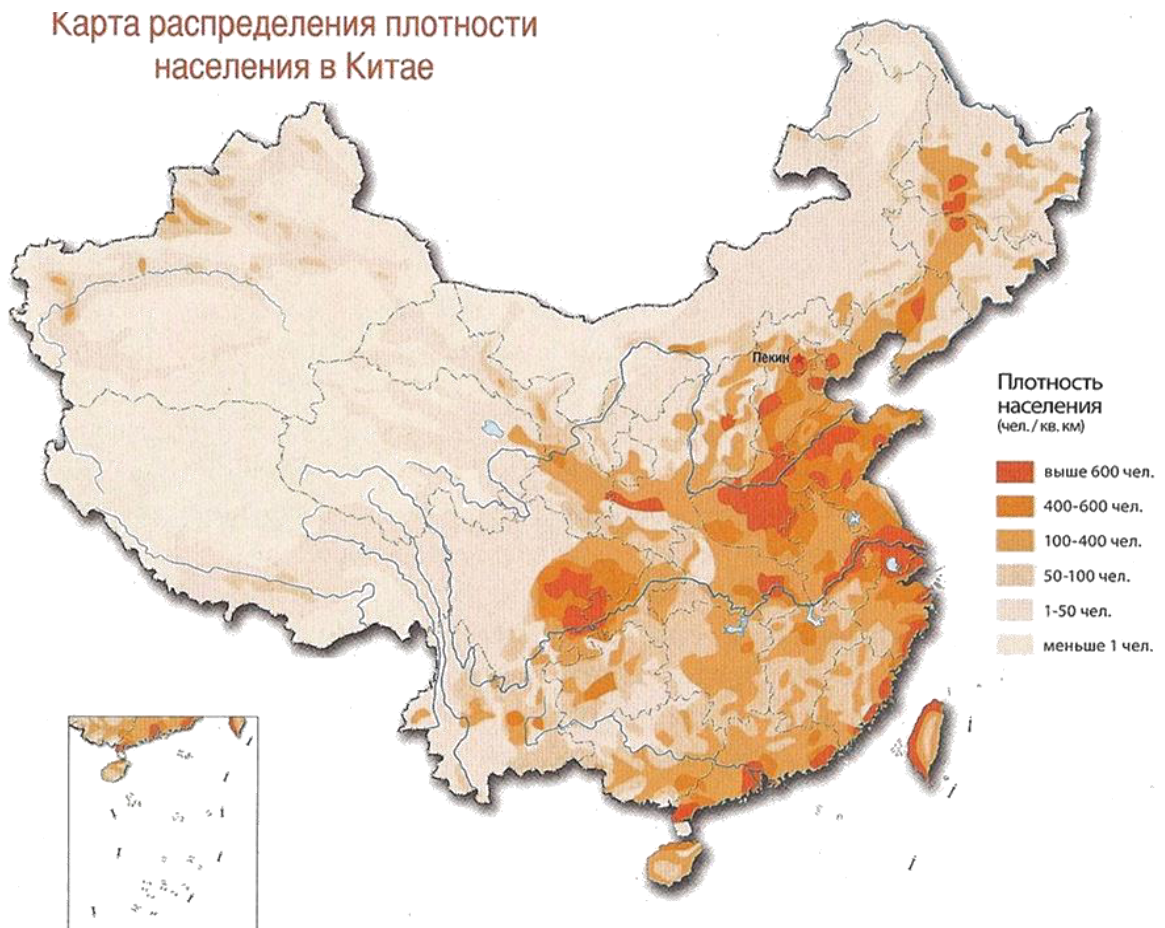 Карта распределения плотности
населения в Китае
Пекин
Плотность
населения
(чел./ кв. км)
выше 600 чел.
400-600 чел.
100-400 чел.
50-100 чел.
1-50 чел.
меньше 1 чел.